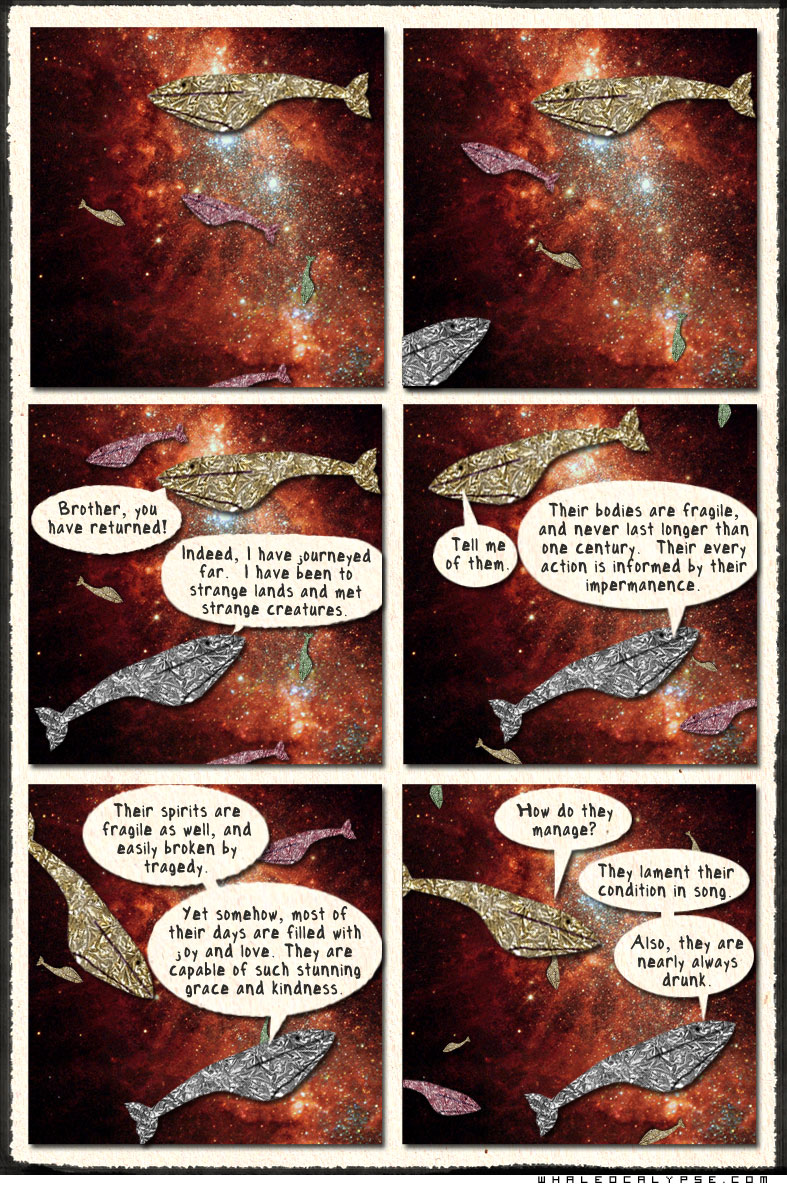 Brother, you
have returned!
Indeed, I have journeyed
far. I have been to
strange lands and met
strange creatures.
Tell me
of them.
Their bodies are fragile,
and never last longer than
one century. Their every
action is informed by their
impermanence.
Their spirits are
fragile as well, and
easily broken by
tragedy.
Yet somehow, most of
their days are filled with
joy and love. They are
capable of such stunning
grace and kindness.
How do they
manage?
They lament their
condition in song.
Also, they are
nearly always
drunk.
WHALEOCALYPSE.COM